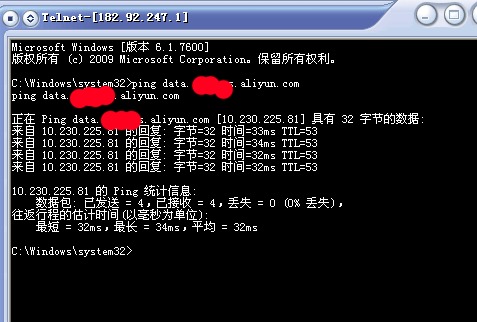 Telnet-[182.92.247.1]
Microsoft Windows [版本 6.1.7600]
版权所有 (c) 2009 Microsoft Corporation。保留所有权利。
C:\Windows\system32>ping data. s.aliyun.com
ping data. .aliyun.com
正在 Ping data. s.aliyun.com [10.230.225.81] 具有 32 字节的数据:
来自 10.230.225.81 的回复: 字节=32 时间=33ms TTL=53
来自 10.230.225.81 的回复: 字节=32 时间=34ms TTL=53
来自 10.230.225.81 的回复: 字节=32 时间=32ms TTL=53
来自 10.230.225.81 的回复: 字节=32 时间=32ms TTL=53
10.230.225.81 的 Ping 统计信息:
数据包: 已发送 = 4，已接收 = 4，丢失 = 0 (0% 丢失)，
往返行程的估计时间(以毫秒为单位):
最短 = 32ms，最长 = 34ms，平均 = 32ms
C:\Windows\system32>